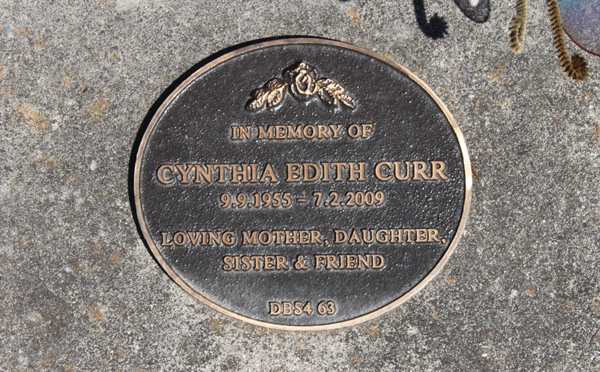 IN MEMORY OF
CYNTHIA EDITH CURR
9.9.1955 – 7.2.2009
LOVING MOTHER, DAUGHTER,
SISTER & FRIEND
DBS4 63